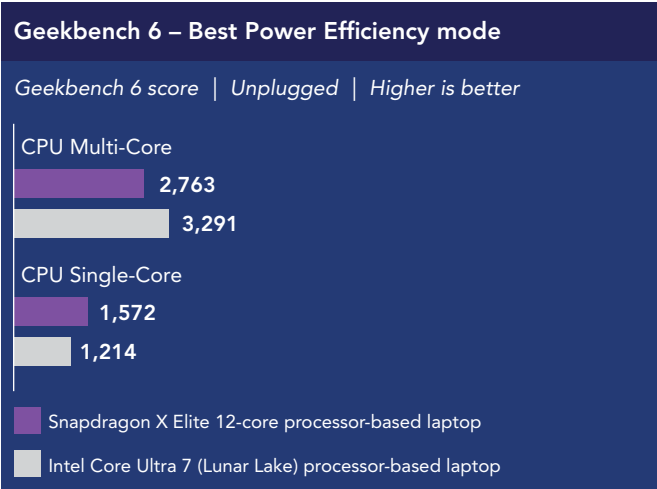 Geekbench 6 – Best Power Efficiency mode
Geekbench 6 score | Unplugged | Higher is better
CPU Multi-Core
2,763
3,291
CPU Single-Core
1,572
1,214
Snapdragon X Elite 12-core processor-based laptop
Intel Core Ultra 7 (Lunar Lake) processor-based laptop